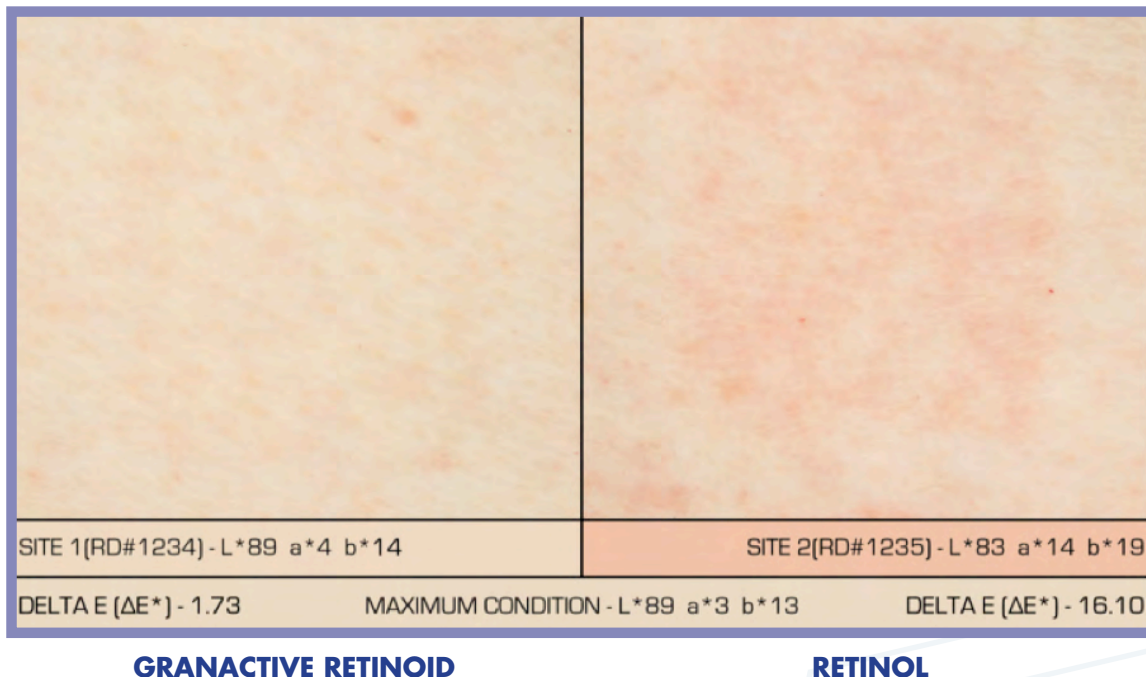 SITE 1(RD#1234) - L*89 a*4 b*14
SITE 2(RD#1235) - L*83 a*14 b*19
DELTA E (ΔE*) - 1.73
MAXIMUM CONDITION - L*89 a*3 b*13
DELTA E (ΔE*) - 16.10
GRANACTIVE RETINOID
RETINOL